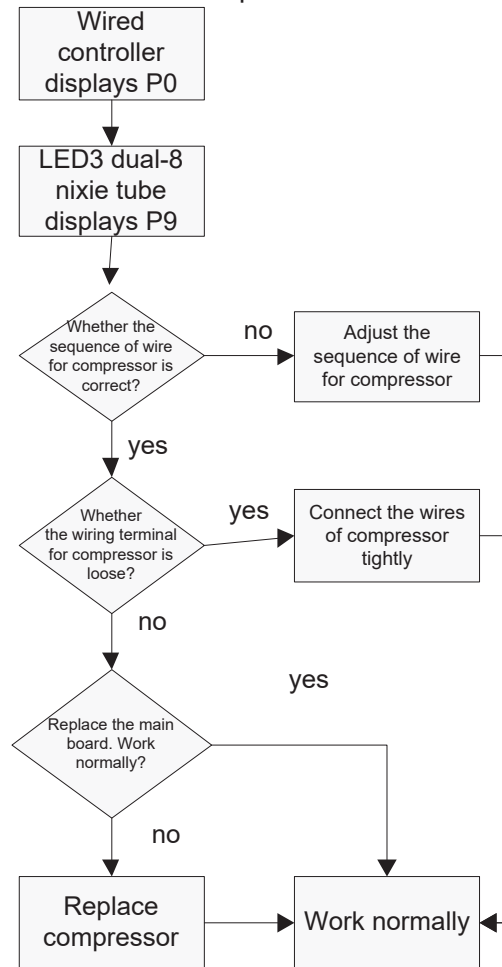 Wired
controller
displays P0
LED3 dual-8
nixie tube
displays P9
Whether the
sequence of wire
for compressor is
correct?
no
Adjust the
sequence of wire
for compressor
yes
Whether
the wiring terminal
for compressor is
loose?
yes
Connect the wires
of compressor
tightly
no
yes
Replace the main
board. Work
normally?
no
Replace
compressor
Work normally